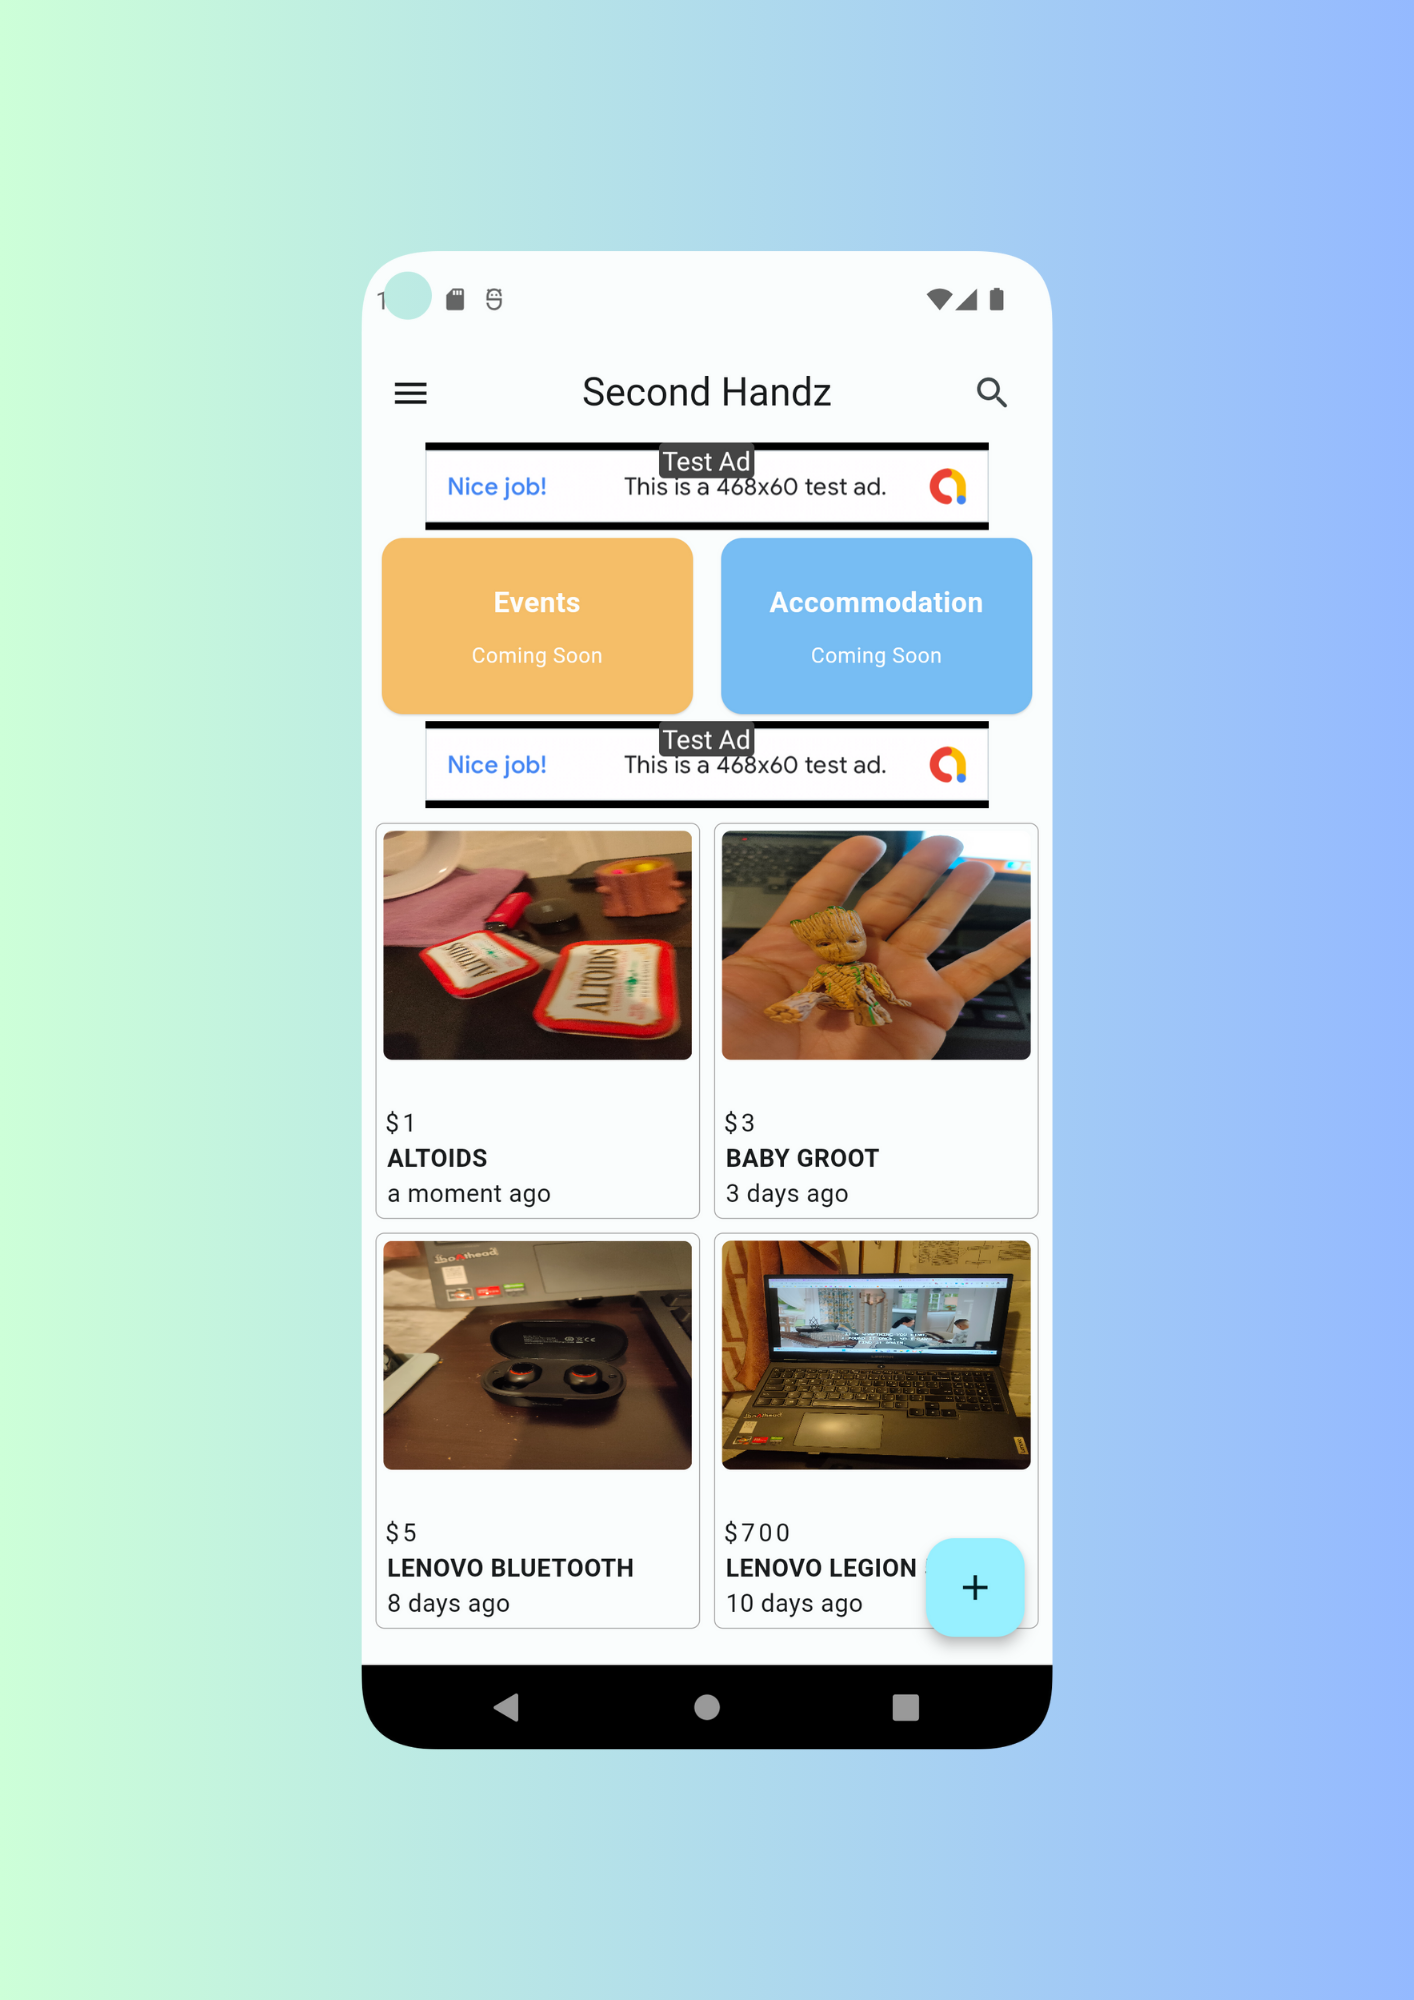 1
Second Handz
Test Ad
Nice job!
This is a 468x60 test ad.
Events
Accommodation
Coming Soon
Coming Soon
Test Ad
Nice job!
This is a 468x60 test ad.
ALTOIDS
ALTOIDS
$1
ALTOIDS
a moment ago
$3
BABY GROOT
3 days ago
$5
LENOVO BLUETOOTH
8 days ago
$700
LENOVO LEGION
10 days ago